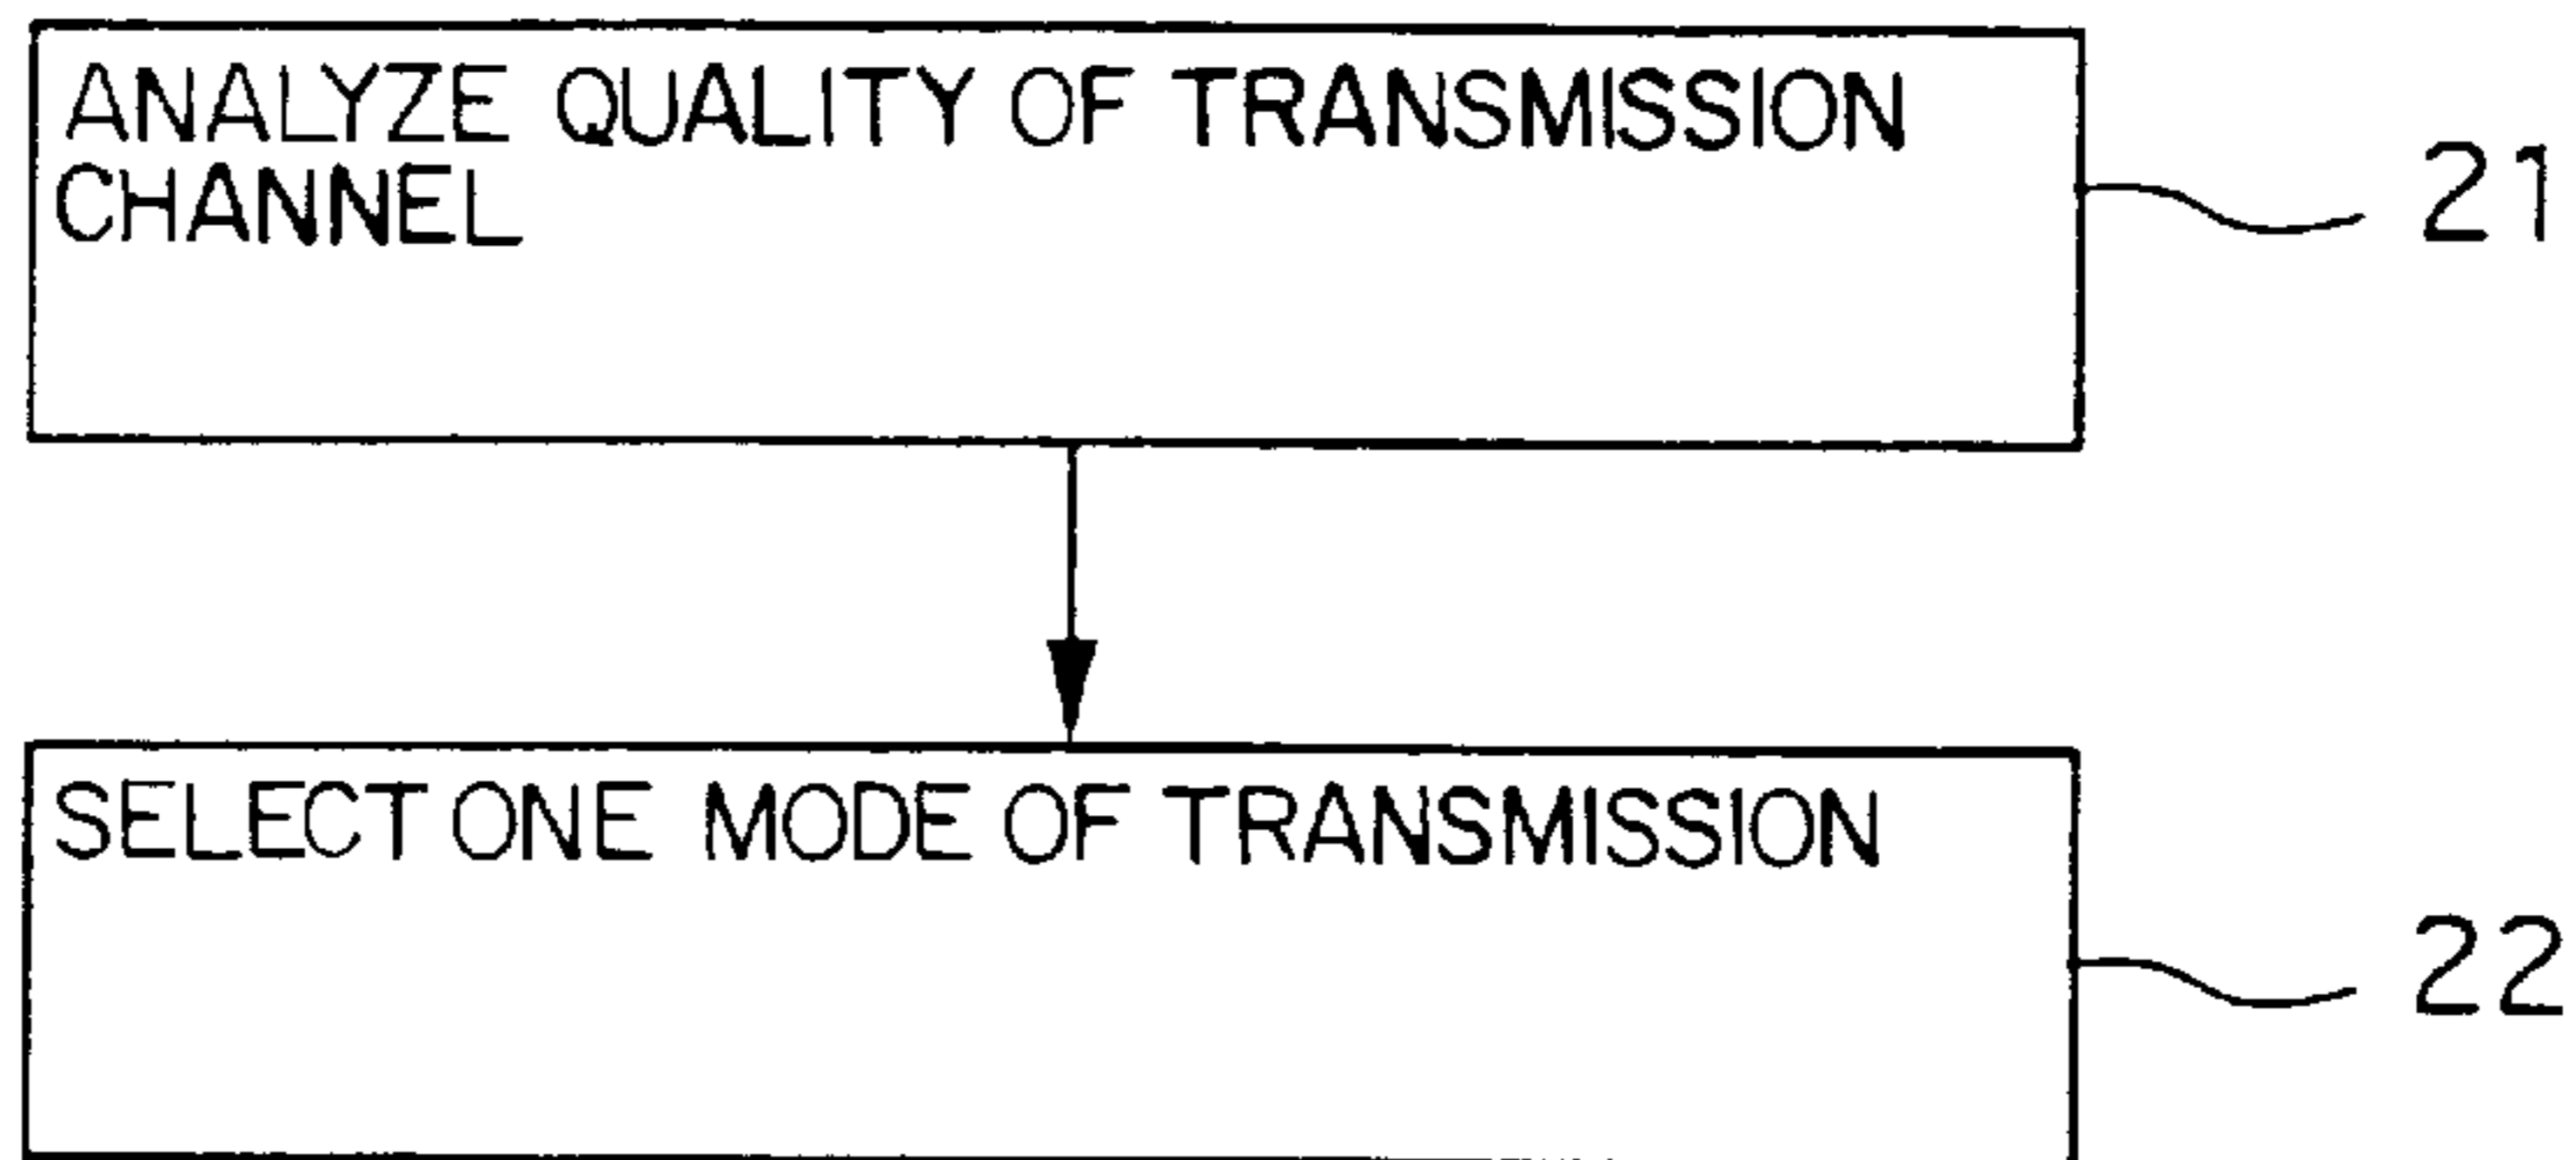 ANALYZE QUALITY OF TRANSMISSION
CHANNEL
21
SELECT ONE MODE OF TRANSMISSION
22